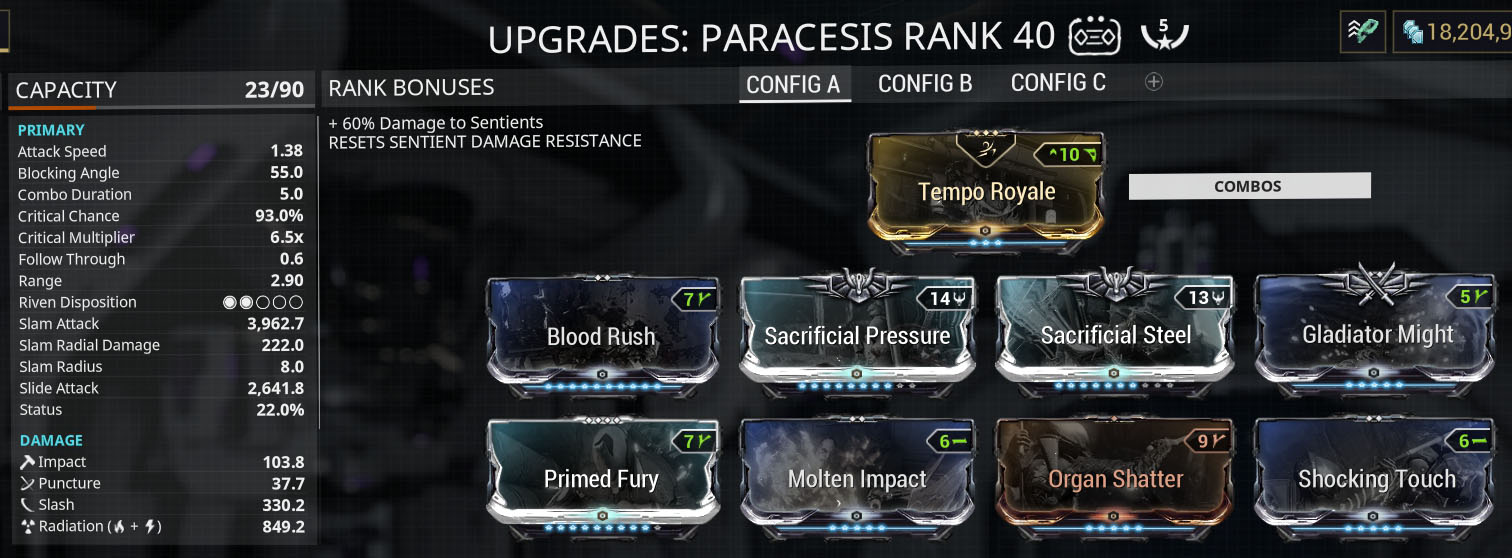 UPGRADES: PARACESIS RANK 40
5
18,204,9
CAPACITY 23/90
RANK BONUSES
CONFIG A CONFIG B CONFIG C
+ 60% Damage to Sentients
RESETS SENTIENT DAMAGE RESISTANCE
PRIMARY
Attack Speed 1.38
Blocking Angle 55.0
Combo Duration 5.0
Critical Chance 93.0%
Critical Multiplier 6.5x
Follow Through 0.6
Range 2.90
Riven Disposition
Slam Attack 3,962.7
Slam Radial Damage 222.0
Slam Radius 8.0
Slide Attack 2,641.8
Status 22.0%
DAMAGE
Impact 103.8
Puncture 37.7
Slash 330.2
Radiation ( + ) 849.2
10
Tempo Royale
COMBOS
7
Blood Rush
14
Sacrificial Pressure
13
Sacrificial Steel
5
Gladiator Might
7
Primed Fury
6
Molten Impact
9
Organ Shatter
6
Shocking Touch